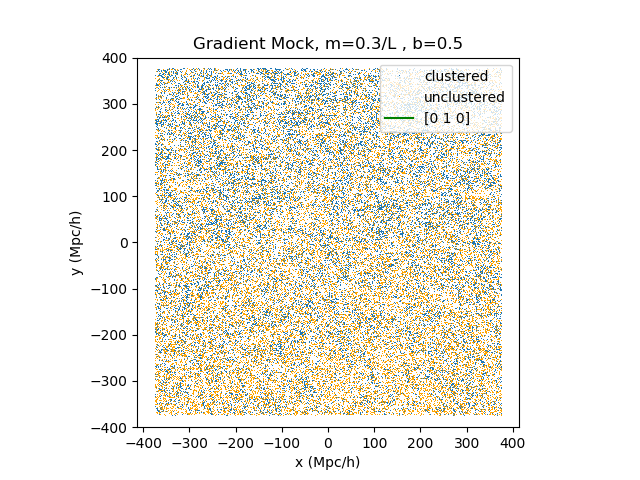 Gradient Mock, m=0.3/L , b=0.5
400
300
200
100
0
−100
−200
−300
−400
y (Mpc/h)
clustered
unclustered
[0 1 0]
−400 −300 −200 −100 0 100 200 300 400
x (Mpc/h)